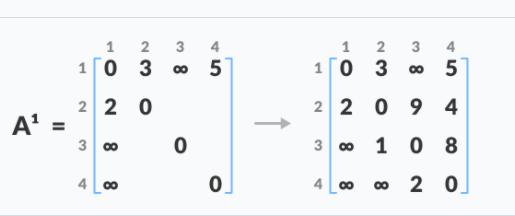 1 2 3 4 1 2 3 4
1 0 3 ∞ 5 1 0 3 ∞ 5
2 2 0 2 2 0 9 4
A¹ =
3 ∞ 0 3 ∞ 1 0 8
4 ∞ 0 4 ∞ ∞ 2 0